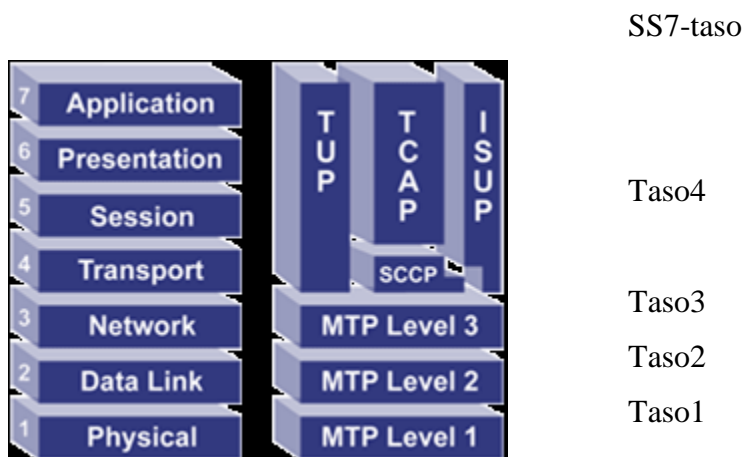 SS7-taso
7 Application
6 Presentation
5 Session
4 Transport
3 Network
2 Data Link
1 Physical
TUP
TCAP
ISUP
SCCP
MTP Level 3
MTP Level 2
MTP Level 1
Taso4
Taso3
Taso2
Taso1